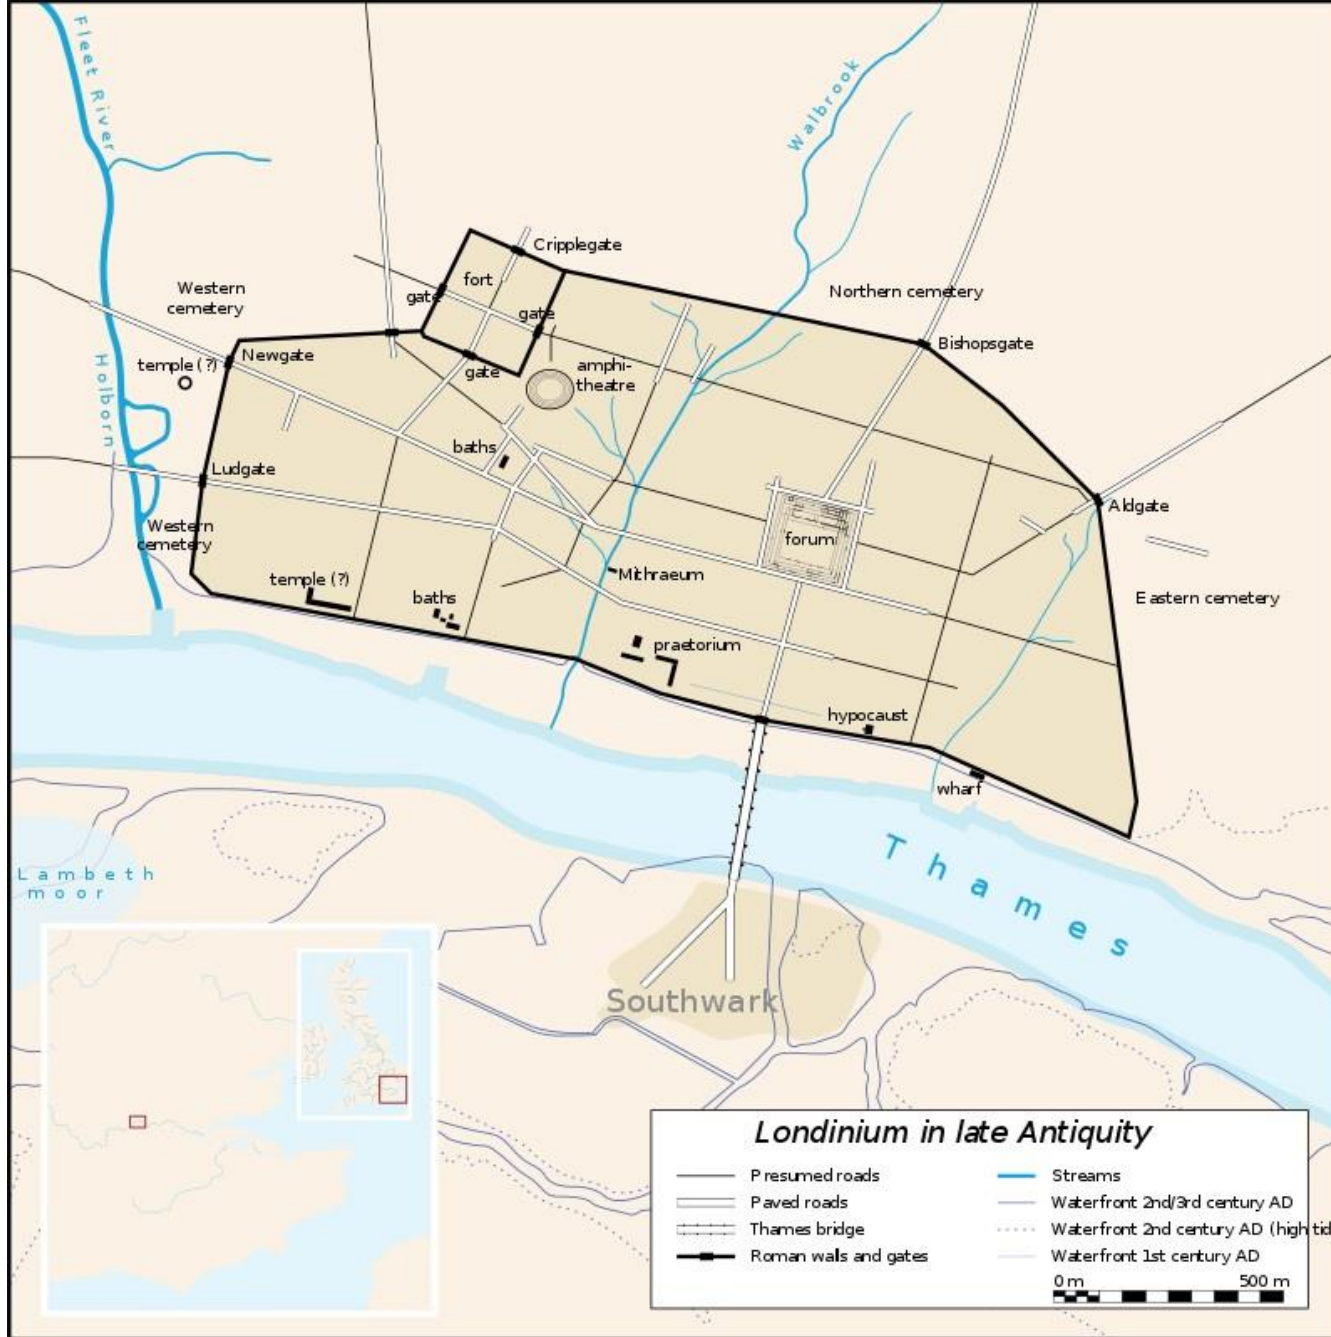 Fleet River
Walbrook
Cripplegate
fort
gate
Western
cemetery
Northern cemetery
gate
Bishopsgate
Newgate
temple (?)
gate
amphi-
theatre
Holborn
baths
Ludgate
Aldgate
Western
cemetery
forum
Mithraeum
temple (?)
baths
Eastern cemetery
praetorium
hypocaust
wharf
Thames
Lambeth
moor
Southwark
Londinium in late Antiquity
Presumed roads
Paved roads
Thames bridge
Roman walls and gates
Streams
Waterfront 2nd/3rd century AD
Waterfront 2nd century AD (high tid
Waterfront 1st century AD
0 m 500 m